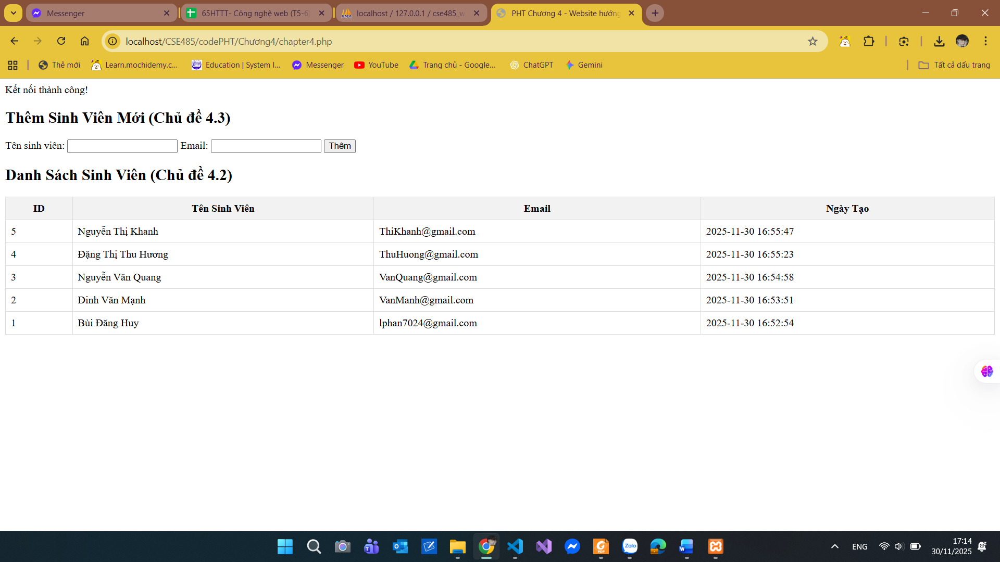 Messenger
65HTTT- Công nghệ web (T5-6)
localhost / 127.0.0.1 / cse485_w
PHT Chương 4 - Website hướng
localhost/CSE485/codePHT/Chương4/chapter4.php
Thẻ mới
Learn.mochidemy.c...
Education | System I...
Messenger
YouTube
Trang chủ - Google...
ChatGPT
Gemini
Tất cả dấu trang
Kết nối thành công!
Thêm Sinh Viên Mới (Chủ đề 4.3)
Tên sinh viên: Email: Thêm
Danh Sách Sinh Viên (Chủ đề 4.2)
ID Tên Sinh Viên Email Ngày Tạo
5 Nguyễn Thị Khanh ThiKhanh@gmail.com 2025-11-30 16:55:47
4 Đặng Thị Thu Hương ThuHuong@gmail.com 2025-11-30 16:55:23
3 Nguyễn Văn Quang VanQuang@gmail.com 2025-11-30 16:54:58
2 Đinh Văn Mạnh VanManh@gmail.com 2025-11-30 16:53:51
1 Bùi Đăng Huy lphan7024@gmail.com 2025-11-30 16:52:54
ENG
17:14
30/11/2025